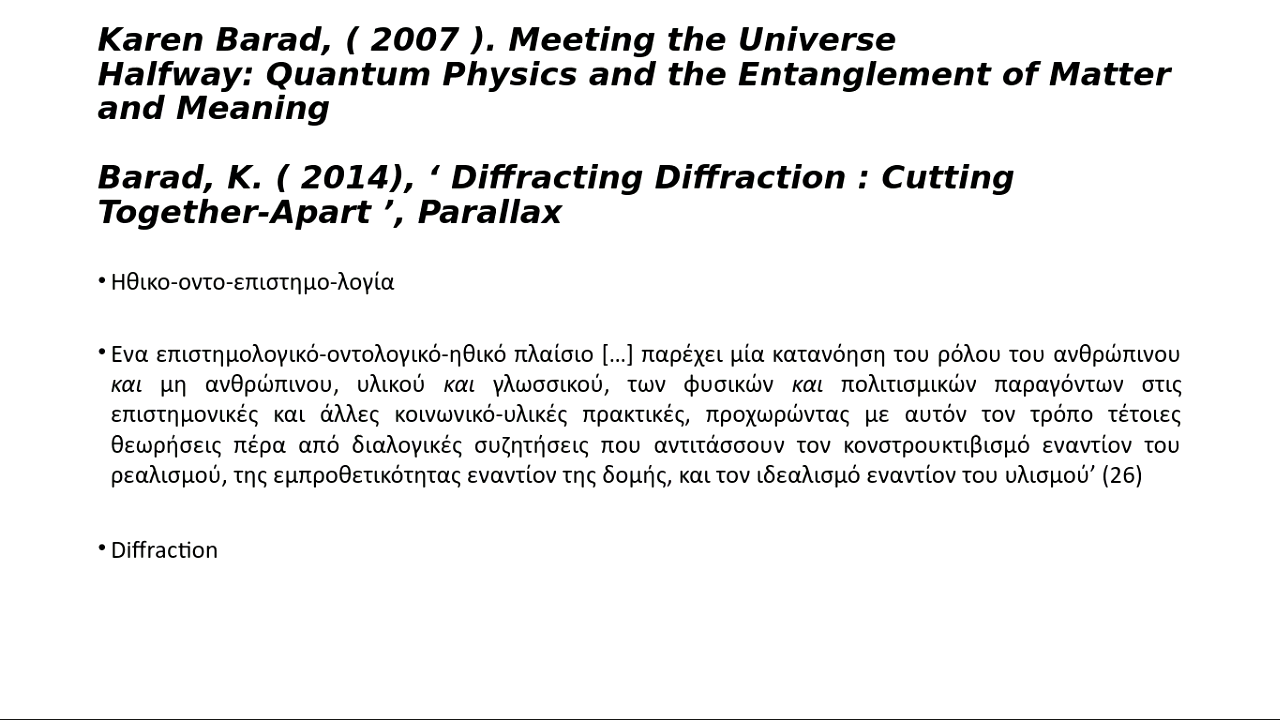 Karen Barad, ( 2007 ). Meeting the Universe
Halfway: Quantum Physics and the Entanglement of Matter
and Meaning
Barad, K. ( 2014), ‘ Diffracting Diffraction : Cutting
Together-Apart ’, Parallax
• Ηθικο-οντο-επιστημο-λογία
• Ενα επιστημολογικό-οντολογικό-ηθικό πλαίσιο [...] παρέχει μία κατανόηση του ρόλου του ανθρώπινου
και μη ανθρώπινου, υλικού και γλωσσικού, των φυσικών και πολιτισμικών παραγόντων στις
επιστημονικές και άλλες κοινωνικό-υλικές πρακτικές, προχωρώντας με αυτόν τον τρόπο τέτοιες
θεωρήσεις πέρα από διαλογικές συζητήσεις που αντιτάσσουν τον κονστρουκτιβισμό εναντίον του
ρεαλισμού, της εμπροθετικότητας εναντίον της δομής, και τον ιδεαλισμό εναντίον του υλισμού’ (26)
• Diffraction